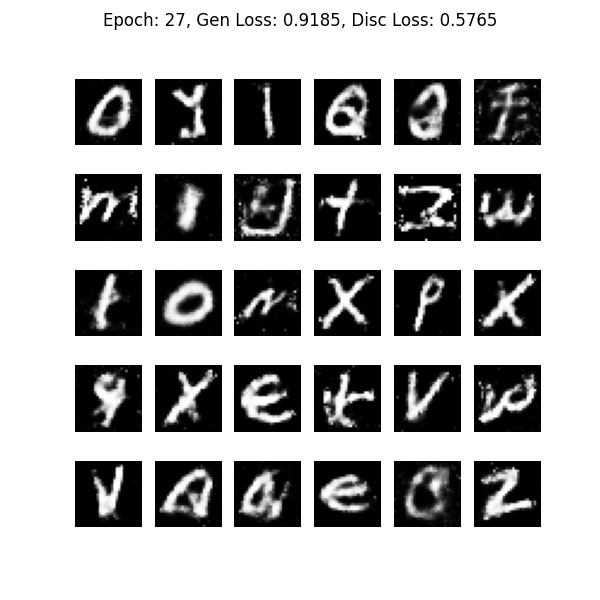 Epoch: 27, Gen Loss: 0.9185, Disc Loss: 0.5765
O Y I Q
m I y t Z w
t O n X p X
X e t V w
V a a e Z